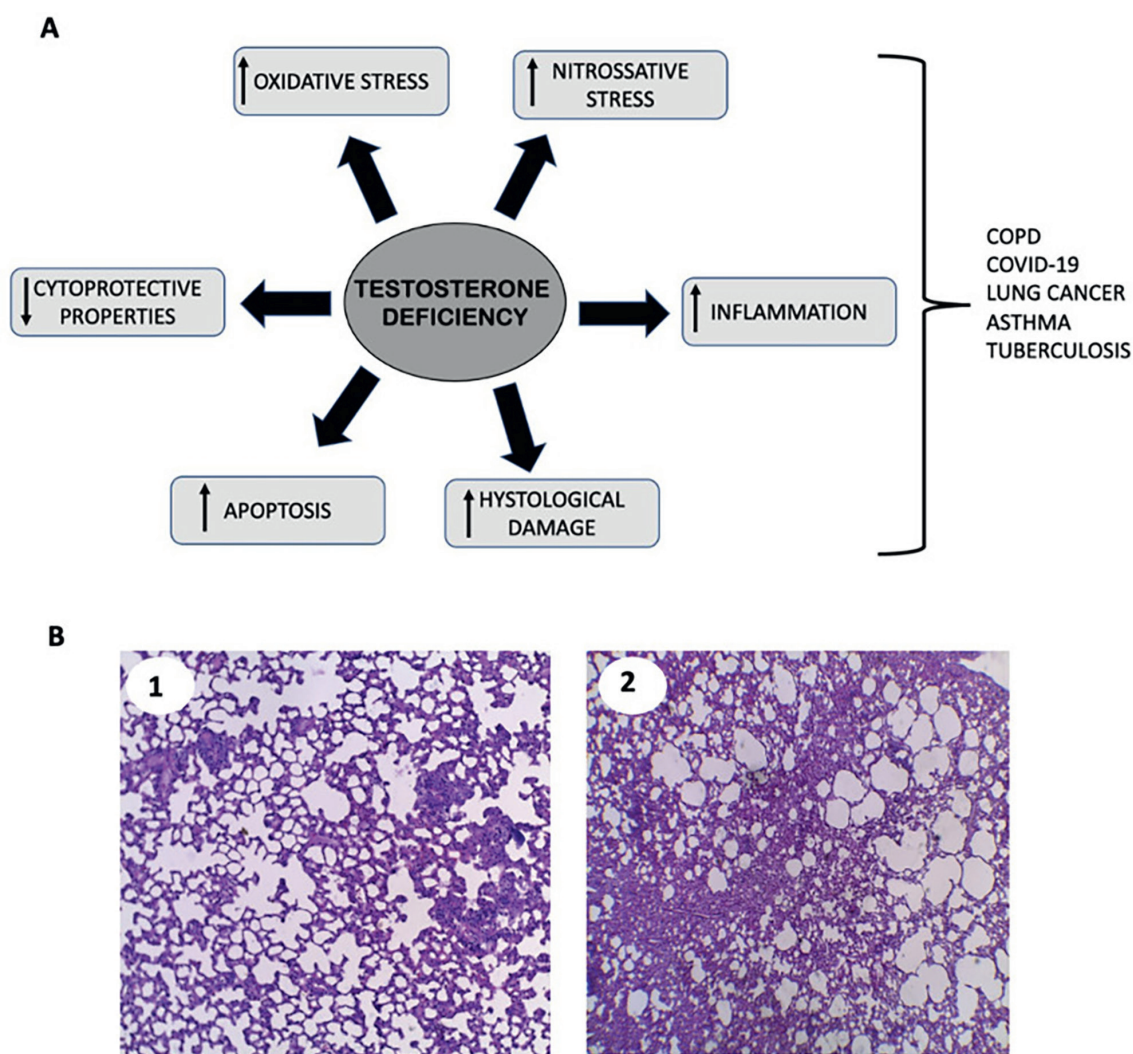 A
↑ OXIDATIVE STRESS
↑ NITROSSATIVE
STRESS
↓ CYTOPROTECTIVE
PROPERTIES
TESTOSTERONE
DEFICIENCY
↑ INFLAMMATION
↑ APOPTOSIS
↑ HYSTOLOGICAL
DAMAGE
COPD
COVID-19
LUNG CANCER
ASTHMA
TUBERCULOSIS
B
1
2